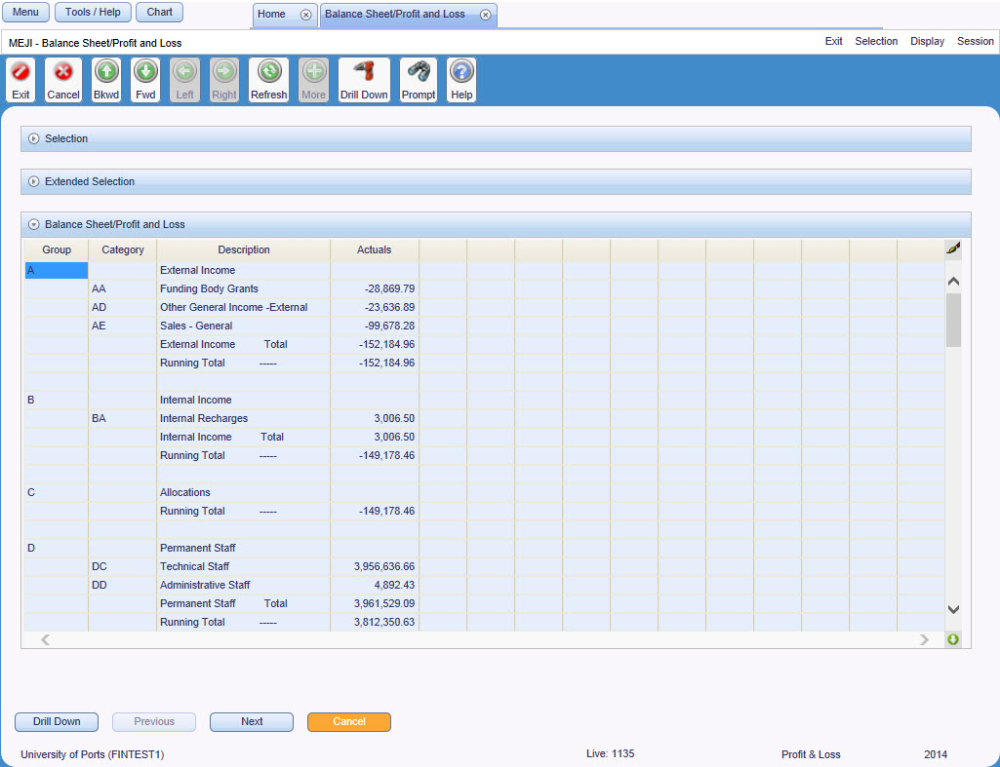 Menu Tools / Help Chart Home Balance Sheet/Profit and Loss
MEJI - Balance Sheet/Profit and Loss Exit Selection Display Session
Exit Cancel Bkwd Fwd Left Right Refresh More Drill Down Prompt Help
Selection
Extended Selection
Balance Sheet/Profit and Loss
Group Category Description Actuals
A External Income
AA Funding Body Grants -28,869.79
AD Other General Income -External -23,636.89
AE Sales - General -99,678.28
External Income Total -152,184.96
Running Total ----- -152,184.96
B Internal Income
BA Internal Recharges 3,006.50
Internal Income Total 3,006.50
Running Total ----- -149,178.46
C Allocations
Running Total ----- -149,178.46
D Permanent Staff
DC Technical Staff 3,956,636.66
DD Administrative Staff 4,892.43
Permanent Staff Total 3,961,529.09
Running Total ----- 3,812,350.63
Drill Down Previous Next Cancel
University of Ports (FINTEST1) Live: 1135 Profit & Loss 2014